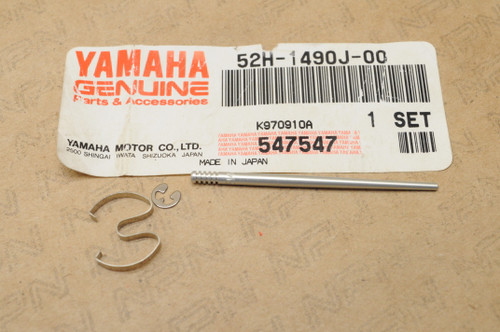 YAMAHA
GENUINE
Parts & Accessories
52H-1490J-00
K970910A
1 SET
547547
YAMAHA MOTOR CO., LTD.
2500 SHINGAI IWATA SHIZUOKA JAPAN
MADE IN JAPAN